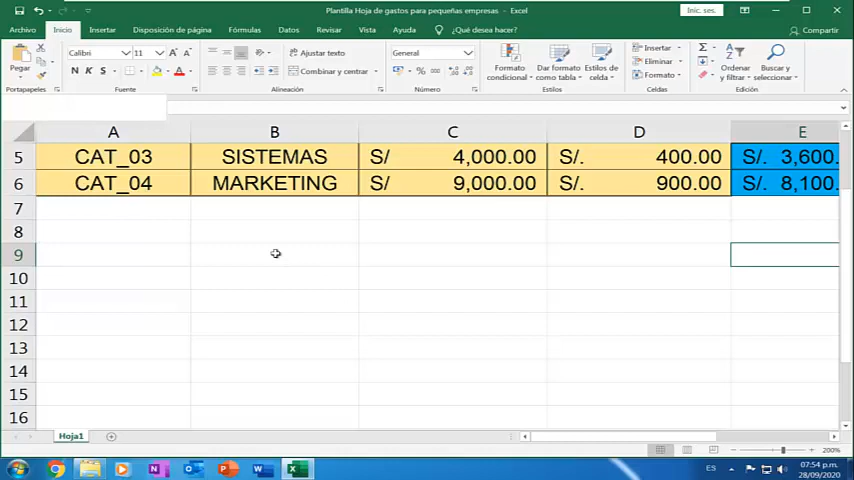 Plantilla Hoja de gastos para pequeñas empresas - Excel
Inic. ses.
Archivo Inicio Insertar Disposición de página Fórmulas Datos Revisar Vista Ayuda ¿Qué desea hacer? Compartir
Pegar
Calibri 11 A A
N K S A
Ajustar texto
Combinar y centrar
General
% 000
Formato condicional
Dar formato como tabla
Estilos de celda
Insertar
Eliminar
Formato
Ordenar y filtrar
Buscar y seleccionar
Portapapeles Fuente Alineación Número Estilos Celdas Edición
A B C D E
5 CAT_03 SISTEMAS S/ 4,000.00 S/. 400.00 S/. 3,600.
6 CAT_04 MARKETING S/ 9,000.00 S/. 900.00 S/. 8,100.
7
8
9
10
11
12
13
14
15
16
Hoja1
200%
ES 07:54 p.m.
28/09/2020